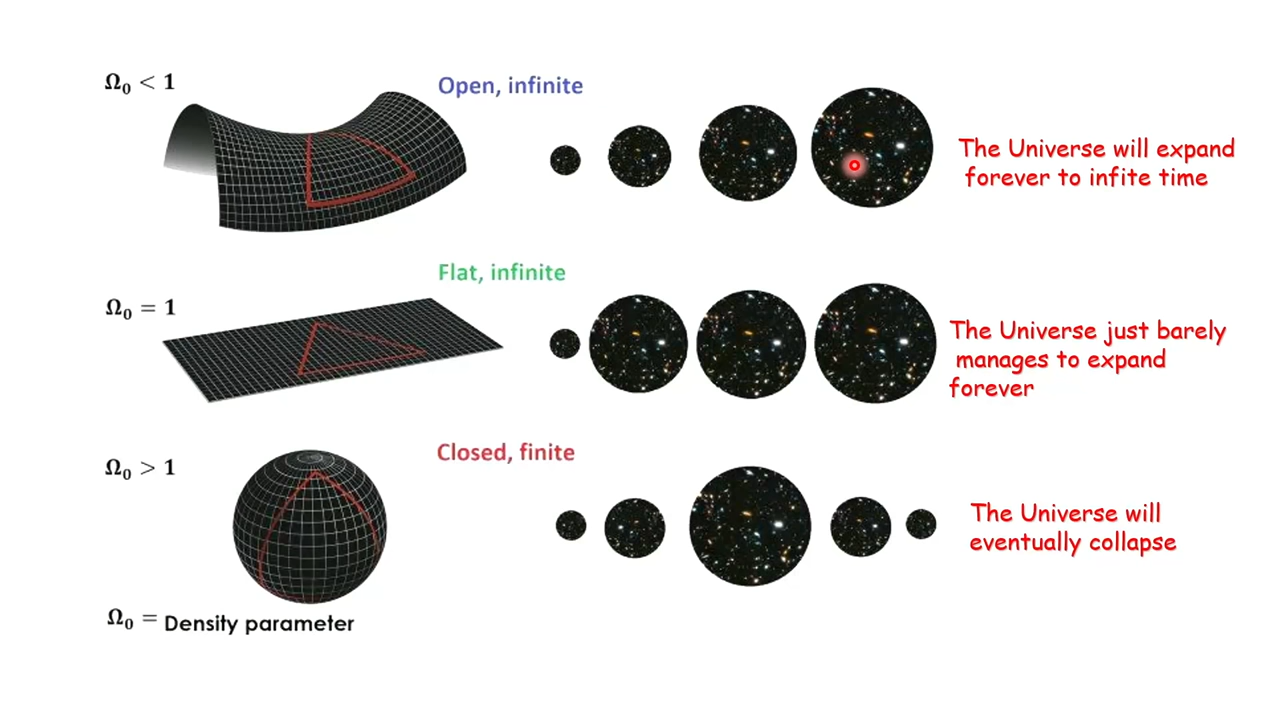 Ω₀ < 1
Open, infinite
The Universe will expand
forever to infite time
Flat, infinite
Ω₀ = 1
The Universe just barely
manages to expand
forever
Closed, finite
Ω₀ > 1
The Universe will
eventually collapse
Ω₀ = Density parameter